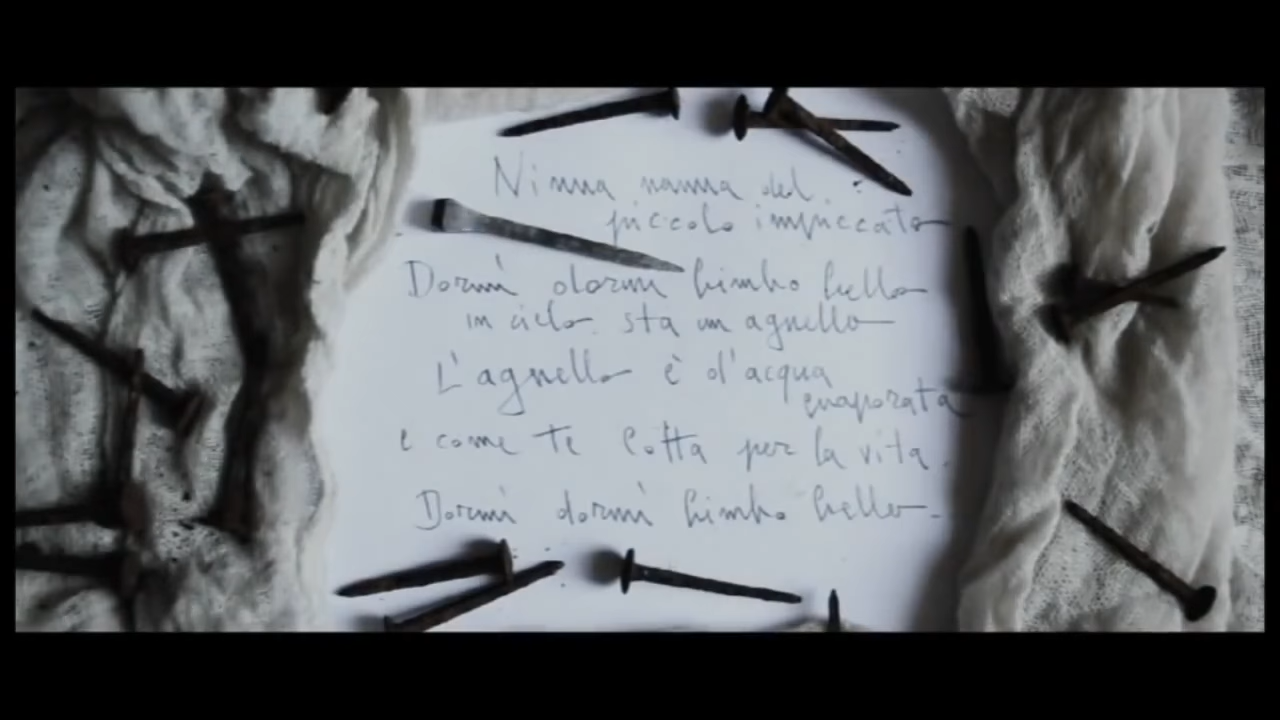 Ninna nanna del
piccolo impiccato
Dormi dormi bimbo bello
in cielo sta un agnello
L'agnello è d'acqua
evaporata
e come te lotta per la vita.
Dormi dormi bimbo bello.